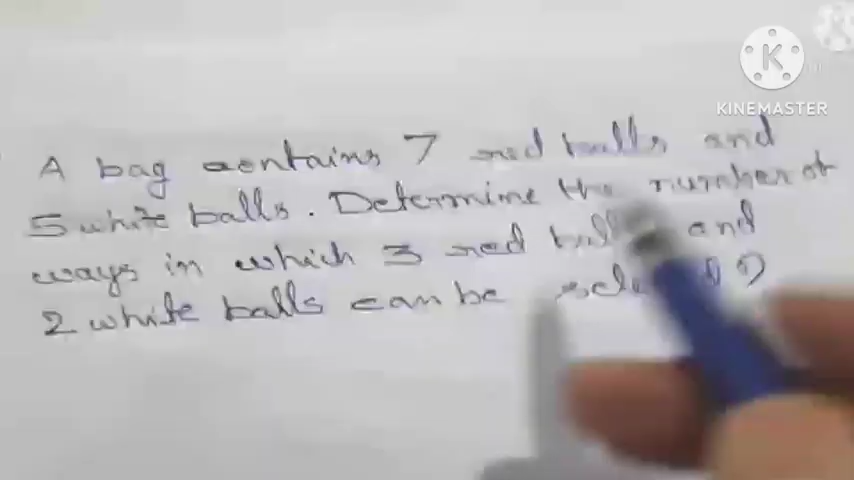 KINEMASTER
A bag contains 7 red balls and
5 white balls. Determine the number of
ways in which 3 red balls and
2 white balls can be